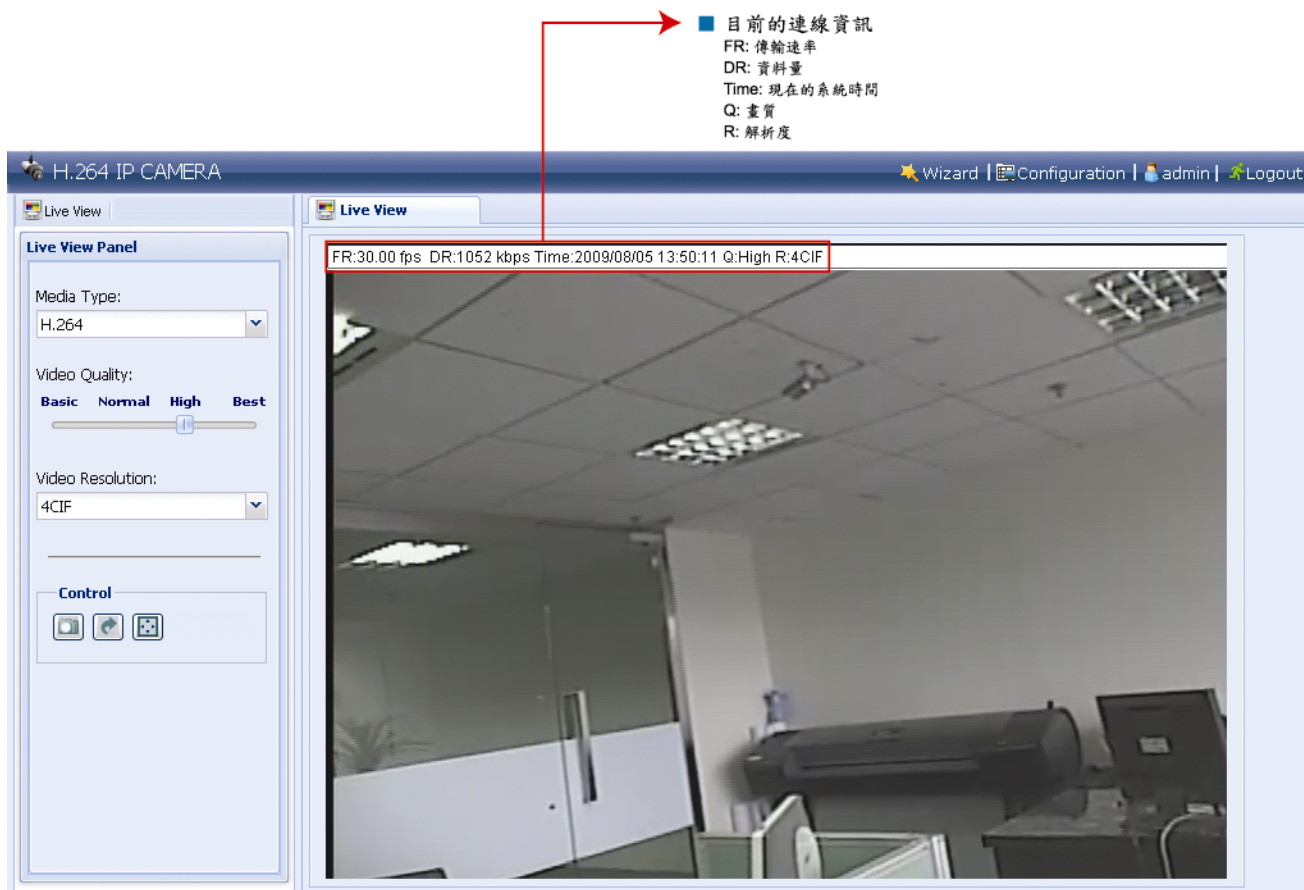 目前的連線資訊
FR: 傳輸速率
DR: 資料量
Time: 現在的系統時間
Q: 畫質
R: 解析度
H.264 IP CAMERA
Wizard | Configuration | admin | Logout
Live View
Live View
Live View Panel
FR:30.00 fps DR:1052 kbps Time:2009/08/05 13:50:11 Q:High R:4CIF
Media Type:
H.264
Video Quality:
Basic Normal High Best
Video Resolution:
4CIF
Control